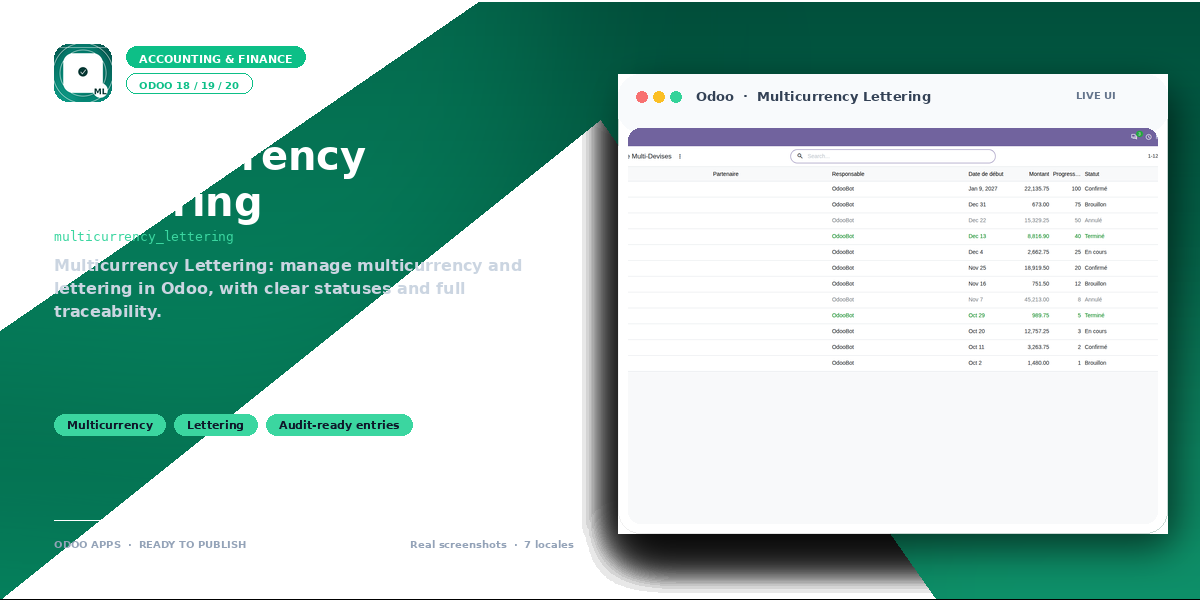 ML
ACCOUNTING & FINANCE
ODOO 18 / 19 / 20
rency
ring
multicurrency_lettering
Multicurrency Lettering: manage multicurrency and
lettering in Odoo, with clear statuses and full
traceability.
Multicurrency Lettering Audit-ready entries
ODOO APPS · READY TO PUBLISH
Real screenshots · 7 locales
Odoo · Multicurrency Lettering
LIVE UI
Multi-Devises
Search...
1-12
Partenaire Responsable Date de début Montant Progress... Statut
OdooBot Jan 9, 2027 22,135.75 100 Confirmé
OdooBot Dec 31 673.00 75 Brouillon
OdooBot Dec 22 15,329.25 50 Annulé
OdooBot Dec 13 8,816.90 40 Terminé
OdooBot Dec 4 2,662.75 25 En cours
OdooBot Nov 25 18,919.50 20 Confirmé
OdooBot Nov 16 751.50 12 Brouillon
OdooBot Nov 7 45,213.00 8 Annulé
OdooBot Oct 29 989.75 5 Terminé
OdooBot Oct 20 12,757.25 3 En cours
OdooBot Oct 11 3,263.75 2 Confirmé
OdooBot Oct 2 1,480.00 1 Brouillon